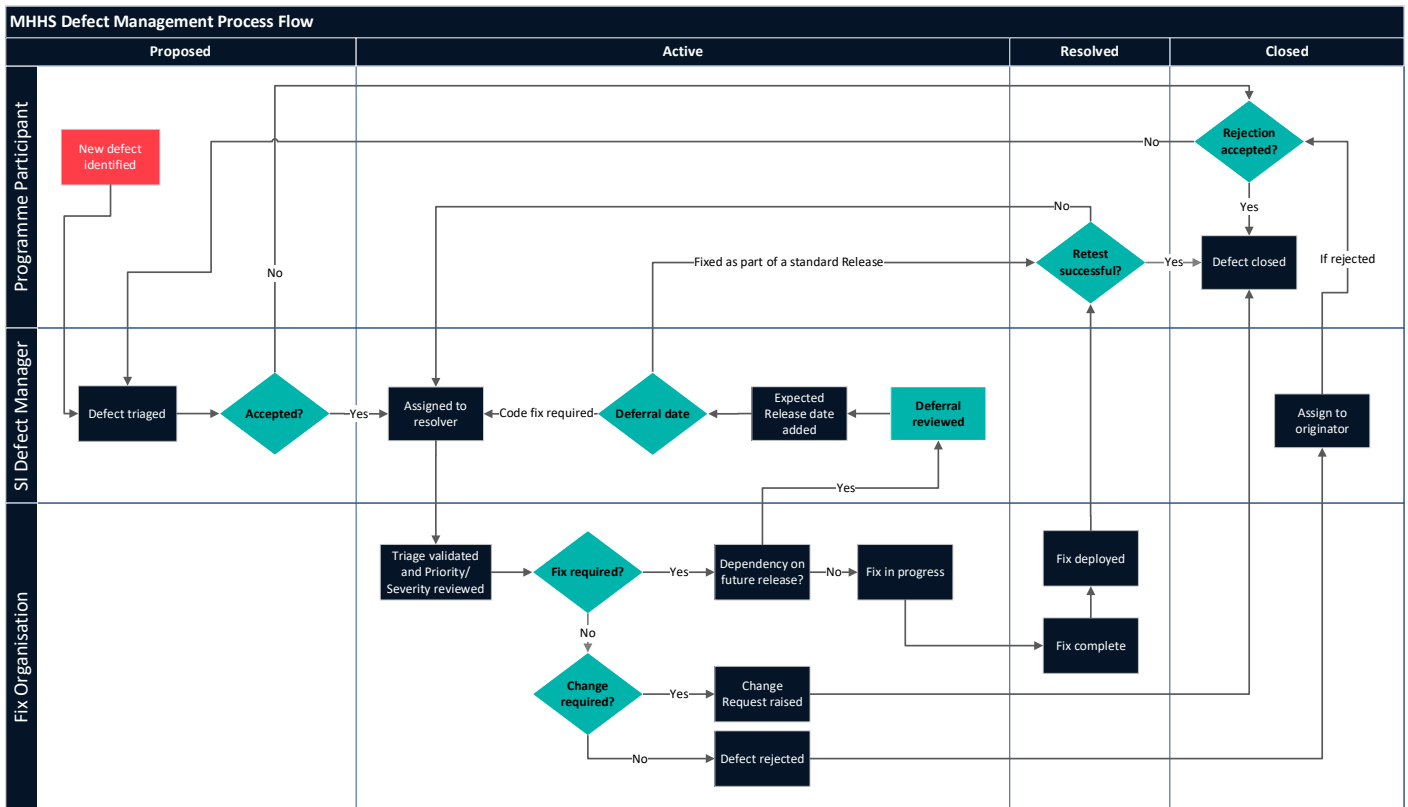 MHHS Defect Management Process Flow
Proposed
Active
Resolved
Closed
Programme Participant
New defect
identified
No
Rejection
accepted?
Yes
No
No
Fixed as part of a standard Release
Retest
successful?
Yes
Defect closed
If rejected
SI Defect Manager
Defect triaged
Accepted?
Yes
Assigned to
resolver
Code fix required
Deferral date
Expected
Release date
added
Deferral
reviewed
Assign to
originator
Yes
Fix Organisation
Triage validated
and Priority/
Severity reviewed
Fix required?
Yes
Dependency on
future release?
No
Fix in progress
Fix deployed
No
Fix complete
Change
required?
Yes
Change
Request raised
No
Defect rejected